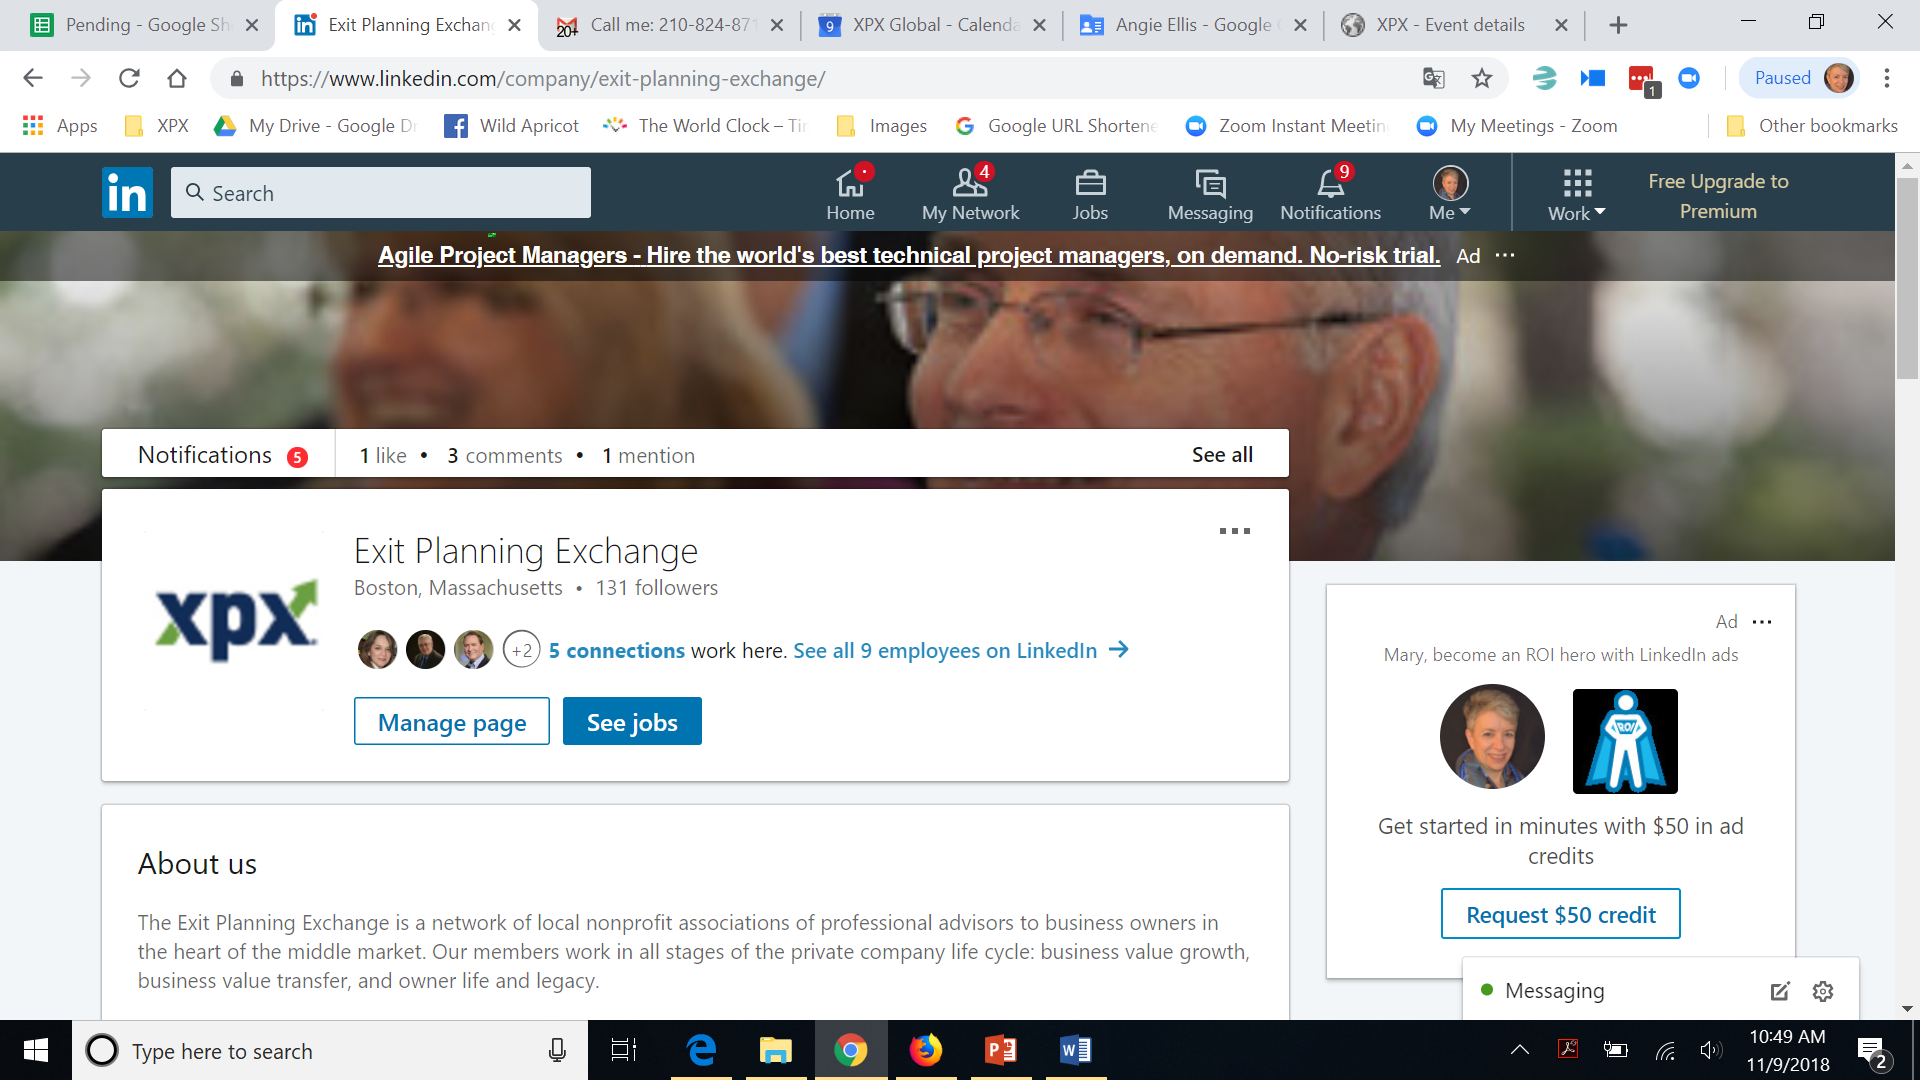 Pending - Google Sh
Exit Planning Exchang
20+
Call me: 210-824-871
9
XPX Global - Calenda
Angie Ellis - Google
XPX - Event details
https://www.linkedin.com/company/exit-planning-exchange/
1
Paused
Apps
XPX
My Drive - Google Dr
Wild Apricot
The World Clock – Tim
Images
Google URL Shortene
Zoom Instant Meetin
My Meetings - Zoom
Other bookmarks
in
Search
Home
4
My Network
Jobs
Messaging
9
Notifications
Me
Work
Free Upgrade to
Premium
Agile Project Managers - Hire the world's best technical project managers, on demand. No-risk trial. Ad
Notifications 5
1 like • 3 comments • 1 mention
See all
xpx
Exit Planning Exchange
Boston, Massachusetts • 131 followers
+2 5 connections work here. See all 9 employees on LinkedIn
Manage page
See jobs
Ad
Mary, become an ROI hero with LinkedIn ads
ROI
Get started in minutes with $50 in ad
credits
Request $50 credit
About us
The Exit Planning Exchange is a network of local nonprofit associations of professional advisors to business owners in
the heart of the middle market. Our members work in all stages of the private company life cycle: business value growth,
business value transfer, and owner life and legacy.
Messaging
Type here to search
10:49 AM
11/9/2018
2